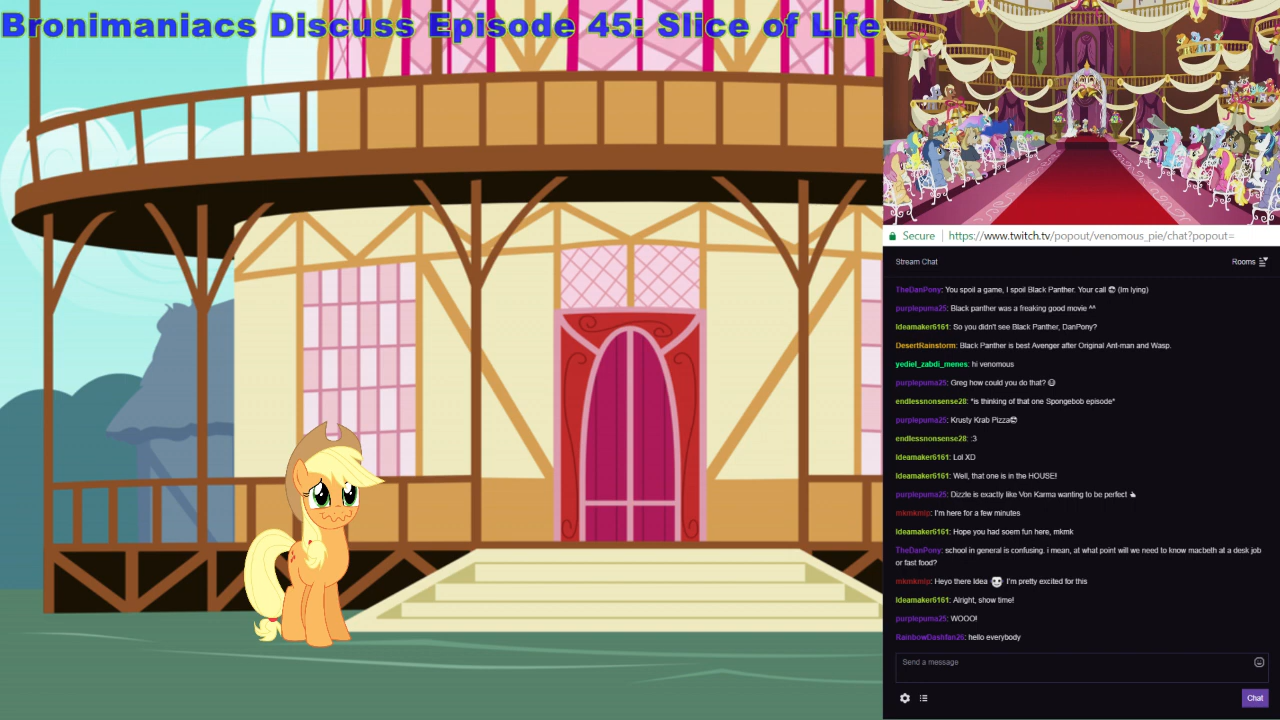 Bronimaniacs Discuss Episode 45: Slice of Life
Secure | https://www.twitch.tv/popout/venomous_pie/chat?popout=
Stream Chat
Rooms
TheDanPony: You spoil a game, I spoil Black Panther. Your call (Im lying)
purplepuma25: Black panther was a freaking good movie ^^
Ideamaker6161: So you didn't see Black Panther, DanPony?
DesertRainstorm: Black Panther is best Avenger after Original Ant-man and Wasp.
yediel_zabdi_menes: hi venomous
purplepuma25: Greg how could you do that?
endlessnonsense28: *is thinking of that one Spongebob episode*
purplepuma25: Krusty Krab Pizza
endlessnonsense28: :3
Ideamaker6161: Lol XD
Ideamaker6161: Well, that one is in the HOUSE!
purplepuma25: Dizzle is exactly like Von Karma wanting to be perfect
mkmkmlp: I'm here for a few minutes
Ideamaker6161: Hope you had soem fun here, mkmk
TheDanPony: school in general is confusing. i mean, at what point will we need to know macbeth at a desk job
or fast food?
mkmkmlp: Heyo there Idea I'm pretty excited for this
Ideamaker6161: Alright, show time!
purplepuma25: WOOO!
RainbowDashfan26: hello everybody
Send a message
Chat